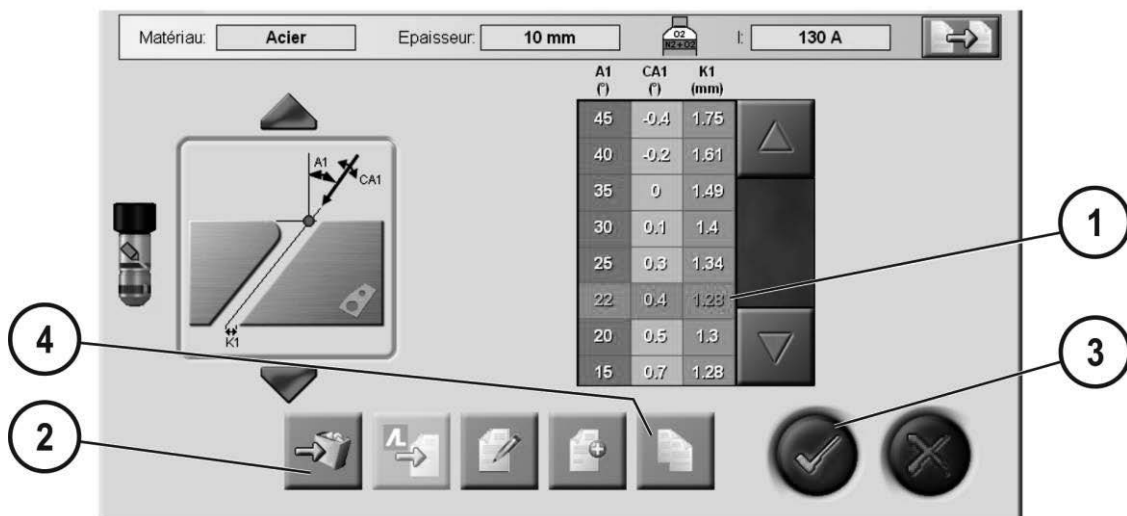 Matériau: Acier Epaisseur: 10 mm O2 N2+O2 I: 130 A
A1 CA1 K1
(°) (°) (mm)
45 -0.4 1.75
40 -0.2 1.61
35 0 1.49
30 0.1 1.4
25 0.3 1.34
22 0.4 1.28
20 0.5 1.3
15 0.7 1.28
A1
CA1
K1
1
4
3
2